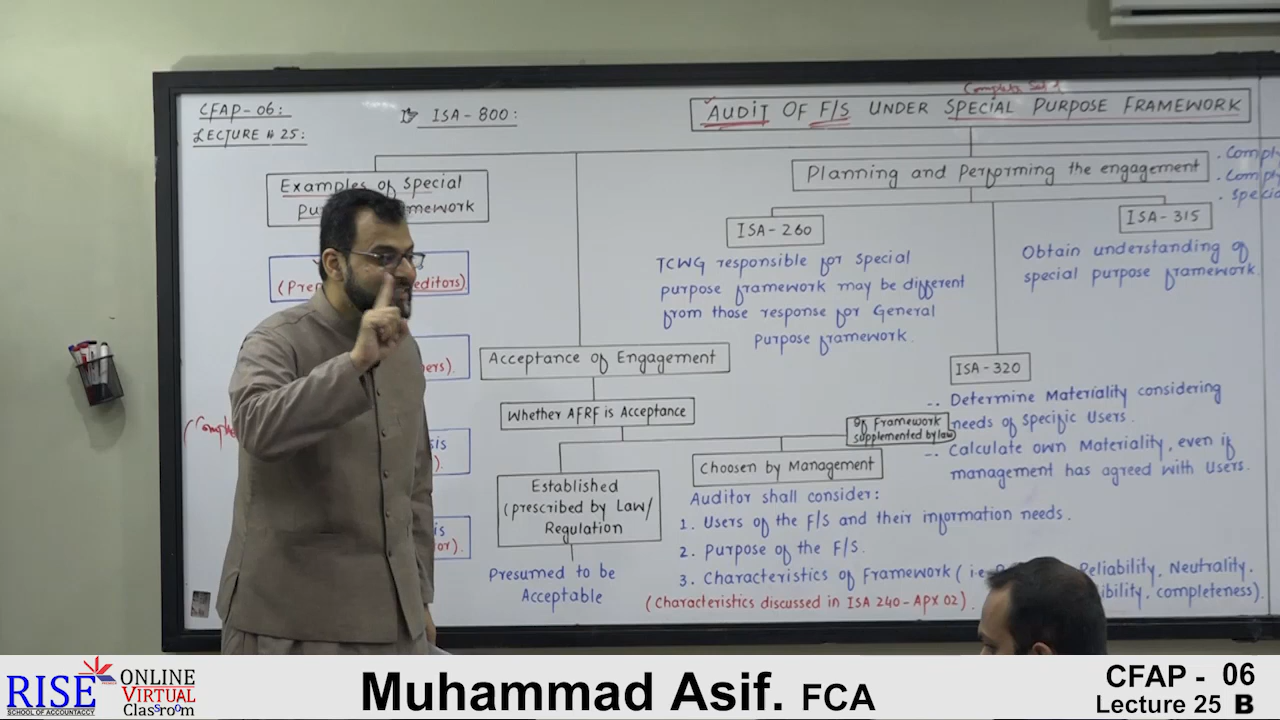 CFAP - 06:
LECTURE # 25:
ISA - 800:
Complete Set
AUDIT OF F/S UNDER SPECIAL PURPOSE FRAMEWORK
Examples of Special
Planning and Performing the engagement
ISA - 260
TCWG responsible for Special
purpose framework may be different
from those response for General
purpose framework.
ISA - 315
Obtain understanding of
special purpose framework.
Acceptance of Engagement
Whether AFRF is Acceptance
Established
(prescribed by Law/
Regulation
Presumed to be
Acceptable
Choosen by Management
Framework
supplemented by law
Auditor shall consider:
1. Users of the F/S and their information needs.
2. Purpose of the F/S.
3. Characteristics of Framework ( i.e. Reliability, Neutrality,
completeness).
(Characteristics discussed in ISA 240 - Apx 02).
ISA - 320
-. Determine Materiality considering
needs of Specific Users.
-. Calculate own Materiality, even if
management has agreed with Users.
RISE
SCHOOL OF ACCOUNTANCY
ONLINE
VIRTUAL
Classroom
Muhammad Asif. FCA
CFAP - 06
Lecture 25 B